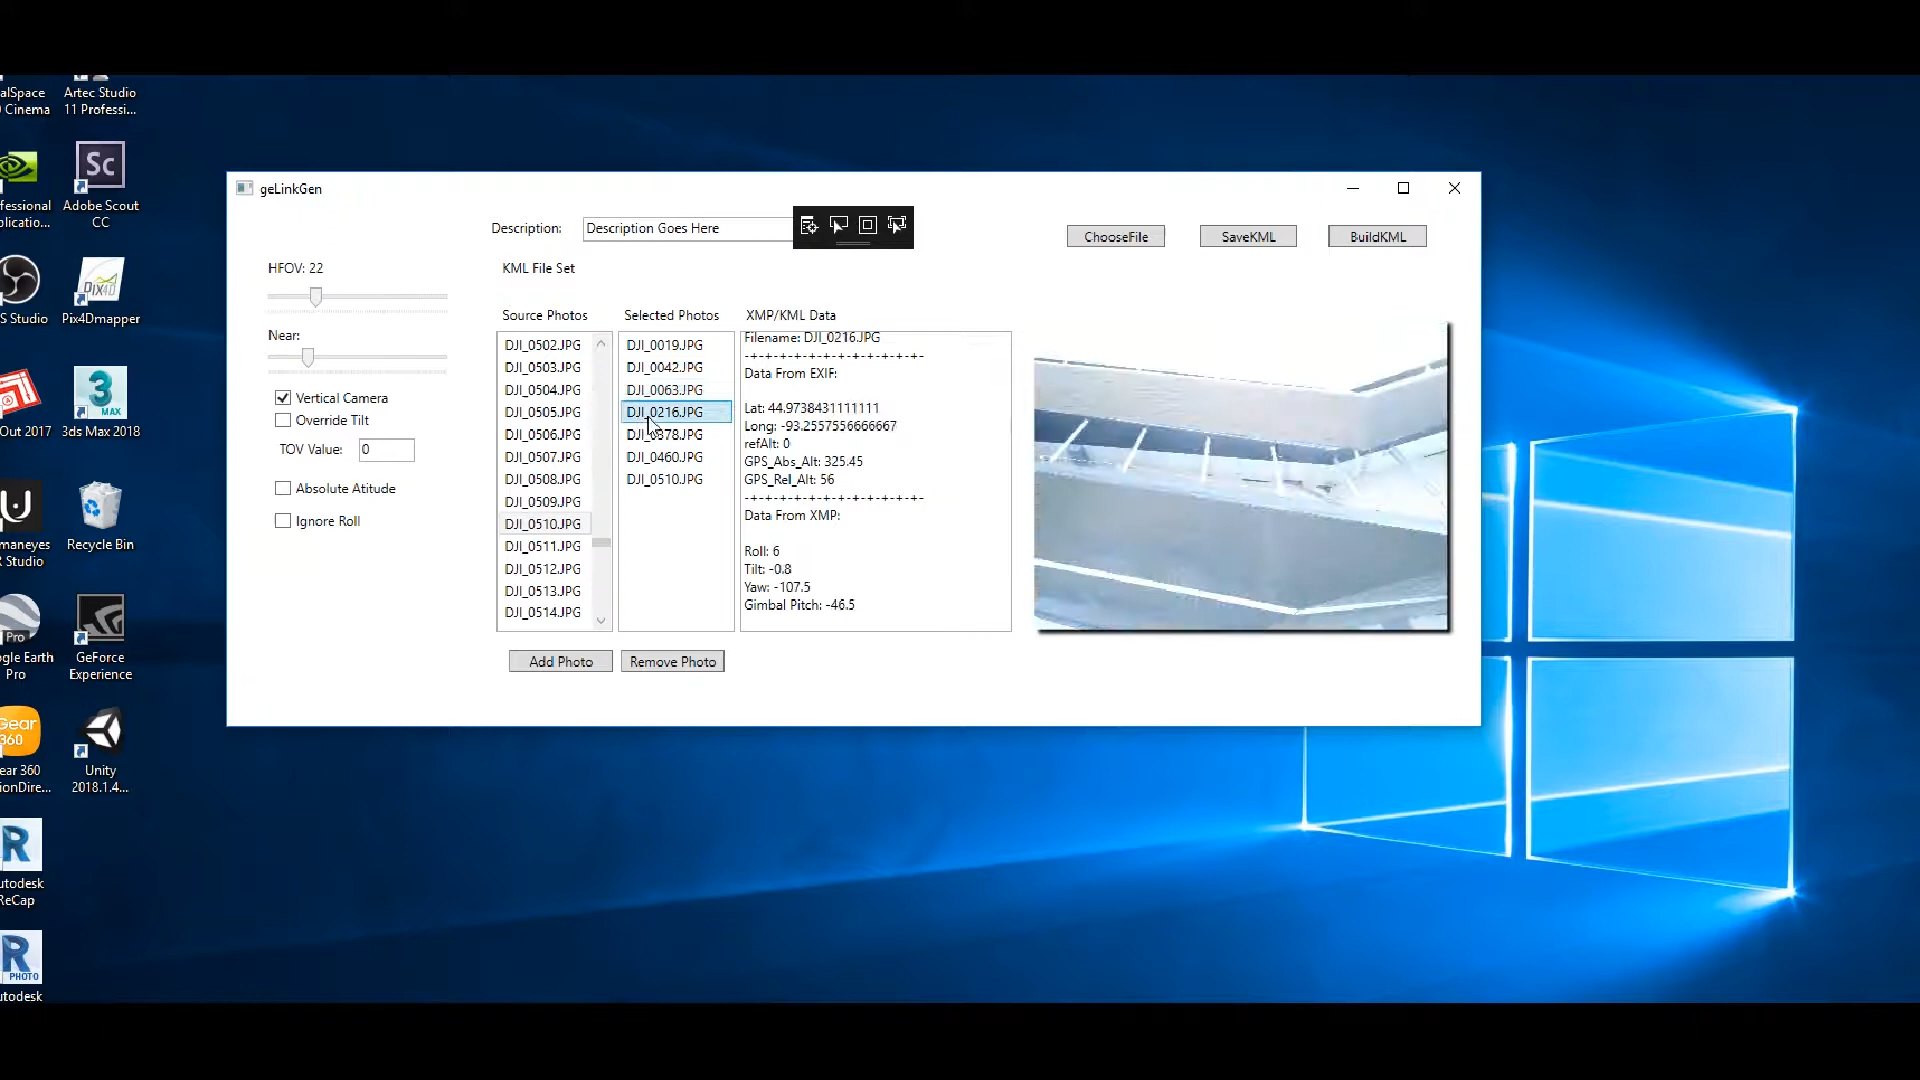 alSpace
Cinema
Artec Studio
11 Professi...
Sc
Adobe Scout
CC
fessional
plicatio...
S Studio
PIX4D
Pix4Dmapper
Out 2017
3
MAX
3ds Max 2018
maneyes
R Studio
Recycle Bin
Pro
gle Earth
Pro
GeForce
Experience
Gear
360
ear 360
ionDire...
Unity
2018.1.4...
R
utodesk
ReCap
R
PHOTO
utodesk
geLinkGen
Description:
Description Goes Here
ChooseFile
SaveKML
BuildKML
HFOV: 22
KML File Set
Near:
Vertical Camera
Override Tilt
TOV Value:
0
Absolute Atitude
Ignore Roll
Source Photos
DJI_0502.JPG
DJI_0503.JPG
DJI_0504.JPG
DJI_0505.JPG
DJI_0506.JPG
DJI_0507.JPG
DJI_0508.JPG
DJI_0509.JPG
DJI_0510.JPG
DJI_0511.JPG
DJI_0512.JPG
DJI_0513.JPG
DJI_0514.JPG
Selected Photos
DJI_0019.JPG
DJI_0042.JPG
DJI_0063.JPG
DJI_0216.JPG
DJI_0378.JPG
DJI_0460.JPG
DJI_0510.JPG
XMP/KML Data
Filename: DJI_0216.JPG
-+-+-+-+-+-+-+-+-+-
Data From EXIF:
Lat: 44.9738431111111
Long: -93.2557556666667
refAlt: 0
GPS_Abs_Alt: 325.45
GPS_Rel_Alt: 56
-+-+-+-+-+-+-+-+-+-
Data From XMP:
Roll: 6
Tilt: -0.8
Yaw: -107.5
Gimbal Pitch: -46.5
Add Photo
Remove Photo